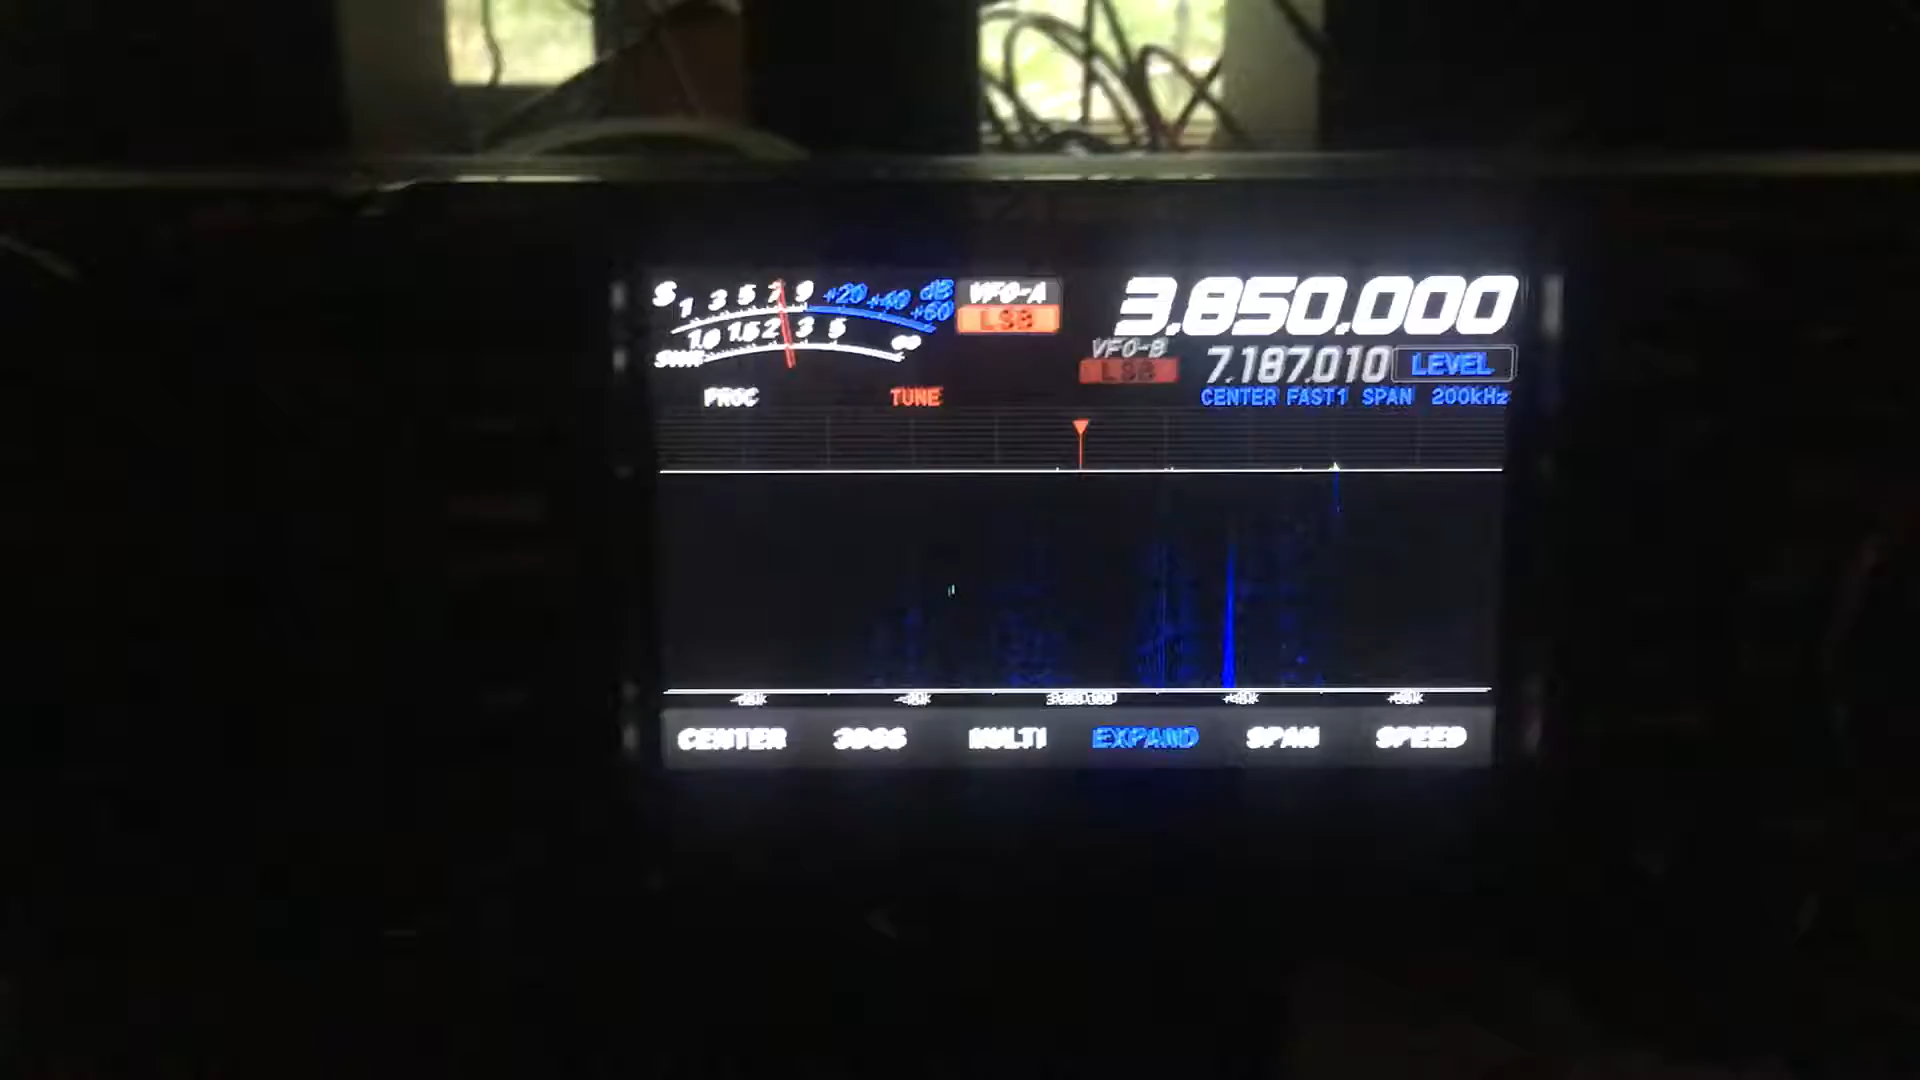 S 1 3 5 7 9 +20 +40 +60 dB
VFO-A
LSB
3.850.000
SWR 1.0 1.5 2 3 5 ∞
VFO-B
LSB
7.187.010
LEVEL
PROC
TUNE
CENTER FAST1 SPAN 200kHz
+40k
CENTER 3DSS MULTI EXPAND SPAN SPEED